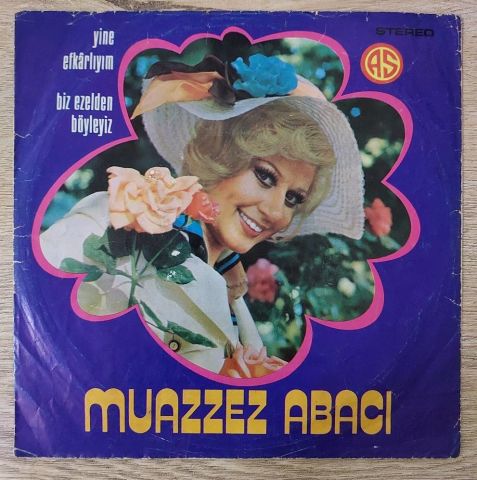 yine
efkârlıyım
biz ezelden
böyleyiz
STEREO
AS
MUAZZEZ ABACI